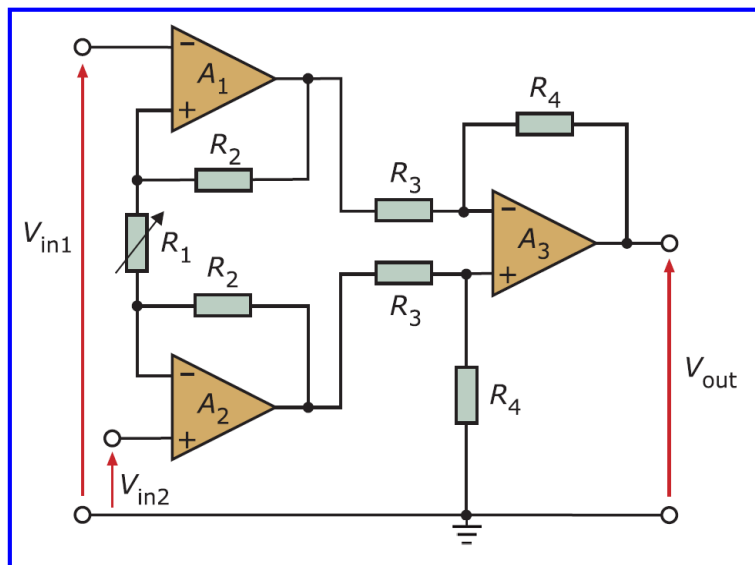 −
A1
+
R2
R4
R3
Vin1
R1
−
A3
+
R2
R3
−
A2
+
R4
Vout
Vin2